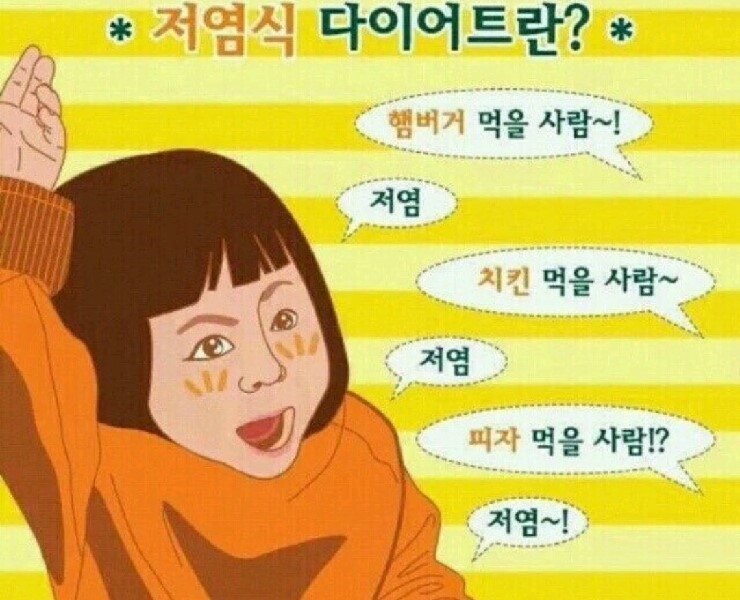 * 저염식 다이어트란? *
햄버거 먹을 사람~!
저염
치킨 먹을 사람~
저염
피자 먹을 사람!?
저염~!